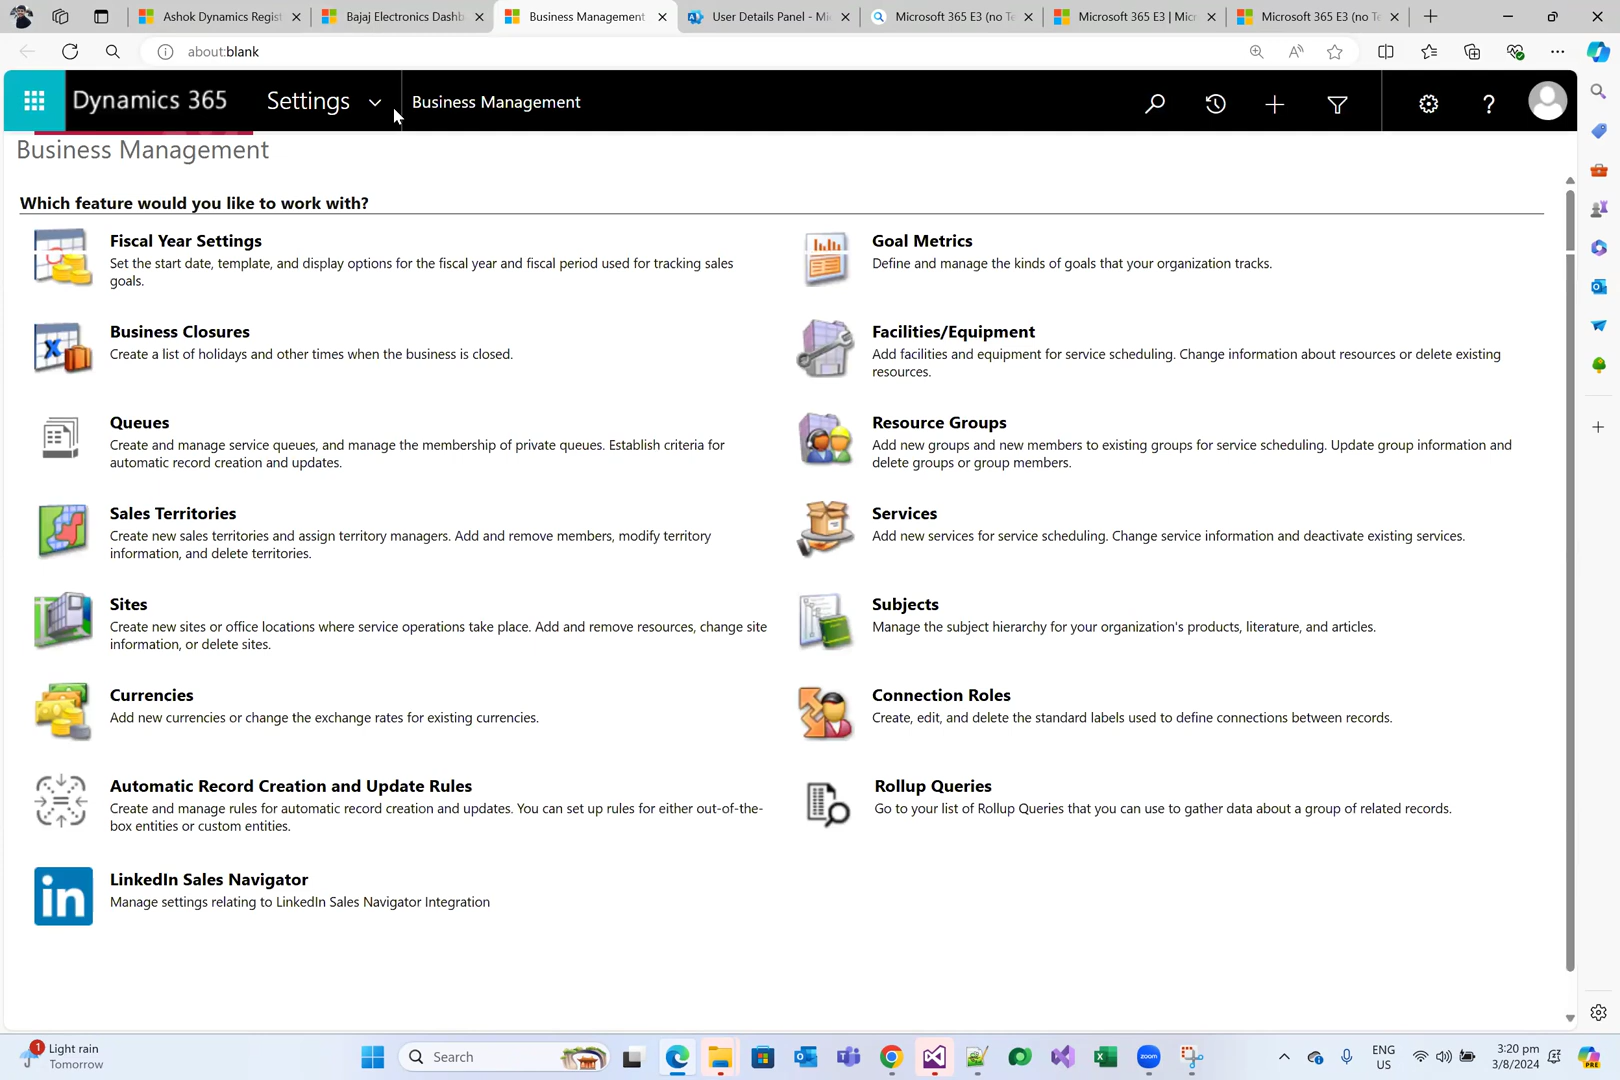 Ashok Dynamics Regist
Bajaj Electronics Dashb
Business Management
User Details Panel - Mi
Microsoft 365 E3 (no Te
Microsoft 365 E3 | Micr
Microsoft 365 E3 (no Te
about:blank
Dynamics 365
Settings
Business Management
Business Management
Which feature would you like to work with?
Fiscal Year Settings
Set the start date, template, and display options for the fiscal year and fiscal period used for tracking sales
goals.
Goal Metrics
Define and manage the kinds of goals that your organization tracks.
Business Closures
Create a list of holidays and other times when the business is closed.
Facilities/Equipment
Add facilities and equipment for service scheduling. Change information about resources or delete existing
resources.
Queues
Create and manage service queues, and manage the membership of private queues. Establish criteria for
automatic record creation and updates.
Resource Groups
Add new groups and new members to existing groups for service scheduling. Update group information and
delete groups or group members.
Sales Territories
Create new sales territories and assign territory managers. Add and remove members, modify territory
information, and delete territories.
Services
Add new services for service scheduling. Change service information and deactivate existing services.
Sites
Create new sites or office locations where service operations take place. Add and remove resources, change site
information, or delete sites.
Subjects
Manage the subject hierarchy for your organization's products, literature, and articles.
Currencies
Add new currencies or change the exchange rates for existing currencies.
Connection Roles
Create, edit, and delete the standard labels used to define connections between records.
Automatic Record Creation and Update Rules
Create and manage rules for automatic record creation and updates. You can set up rules for either out-of-the-
box entities or custom entities.
Rollup Queries
Go to your list of Rollup Queries that you can use to gather data about a group of related records.
in
LinkedIn Sales Navigator
Manage settings relating to LinkedIn Sales Navigator Integration
1
Light rain
Tomorrow
Search
zoom
ENG
US
3:20 pm
3/8/2024
PRE